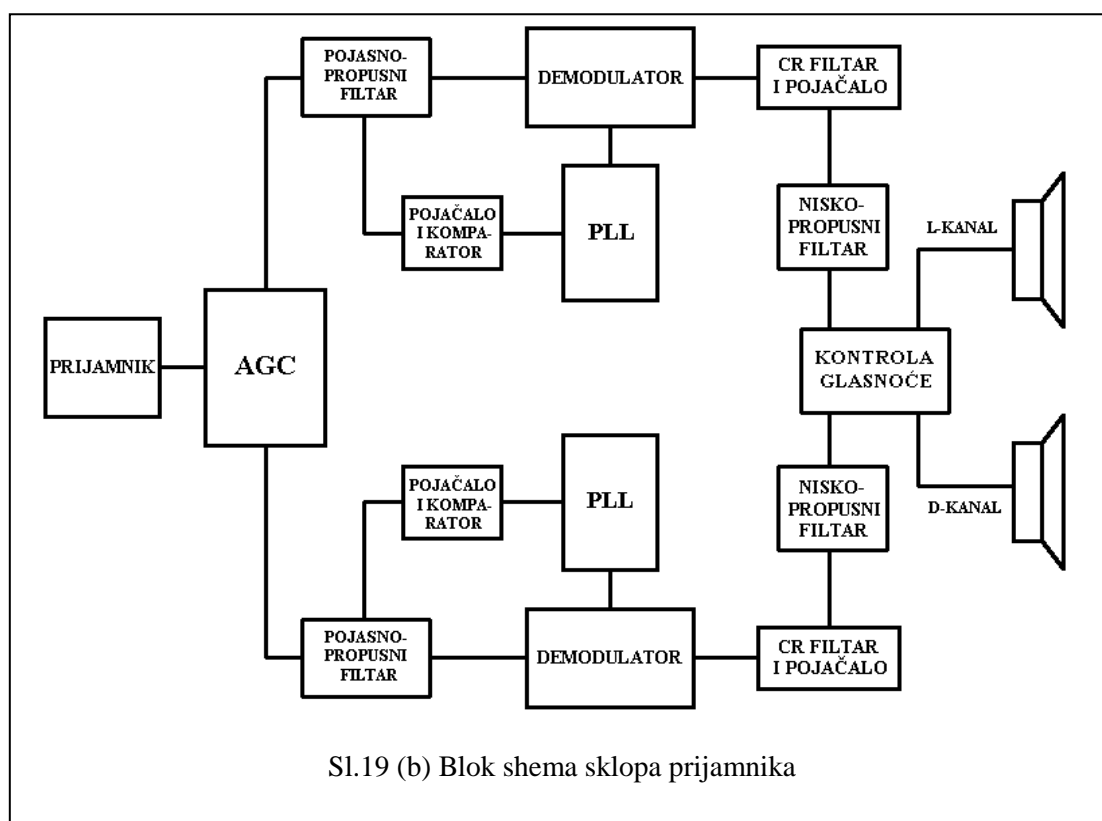 POJASNO-
PROPUSNI
FILTAR
DEMODULATOR
CR FILTAR
I POJAČALO
POJAČALO
I KOMPA-
RATOR
PLL
NISKO-
PROPUSNI
FILTAR
L-KANAL
PRIJAMNIK
AGC
KONTROLA
GLASNOĆE
POJAČALO
I KOMPA-
RATOR
PLL
NISKO-
PROPUSNI
FILTAR
D-KANAL
POJASNO-
PROPUSNI
FILTAR
DEMODULATOR
CR FILTAR
I POJAČALO
Sl.19 (b) Blok shema sklopa prijamnika